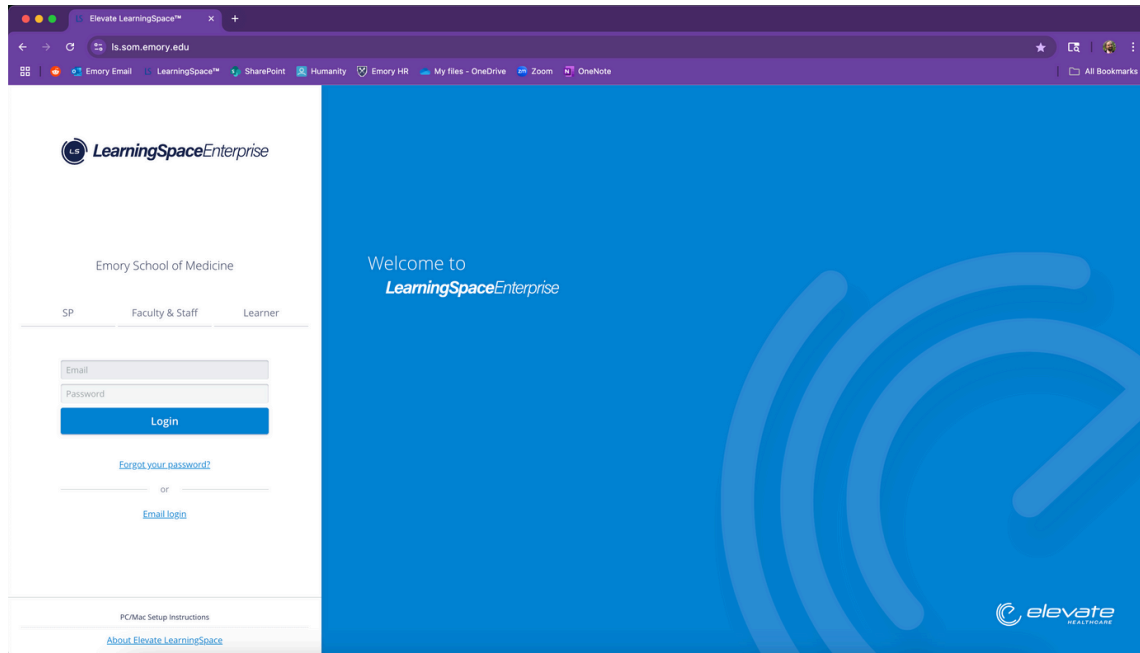 Elevate LearningSpace™
ls.som.emory.edu
Emory Email LearningSpace™ SharePoint Humanity Emory HR My files - OneDrive Zoom OneNote All Bookmarks
LS LearningSpaceEnterprise
Emory School of Medicine
SP Faculty & Staff Learner
Email
Password
Login
Forgot your password?
or
Email login
PC/Mac Setup Instructions
About Elevate LearningSpace
Welcome to
LearningSpaceEnterprise
elevate
HEALTHCARE